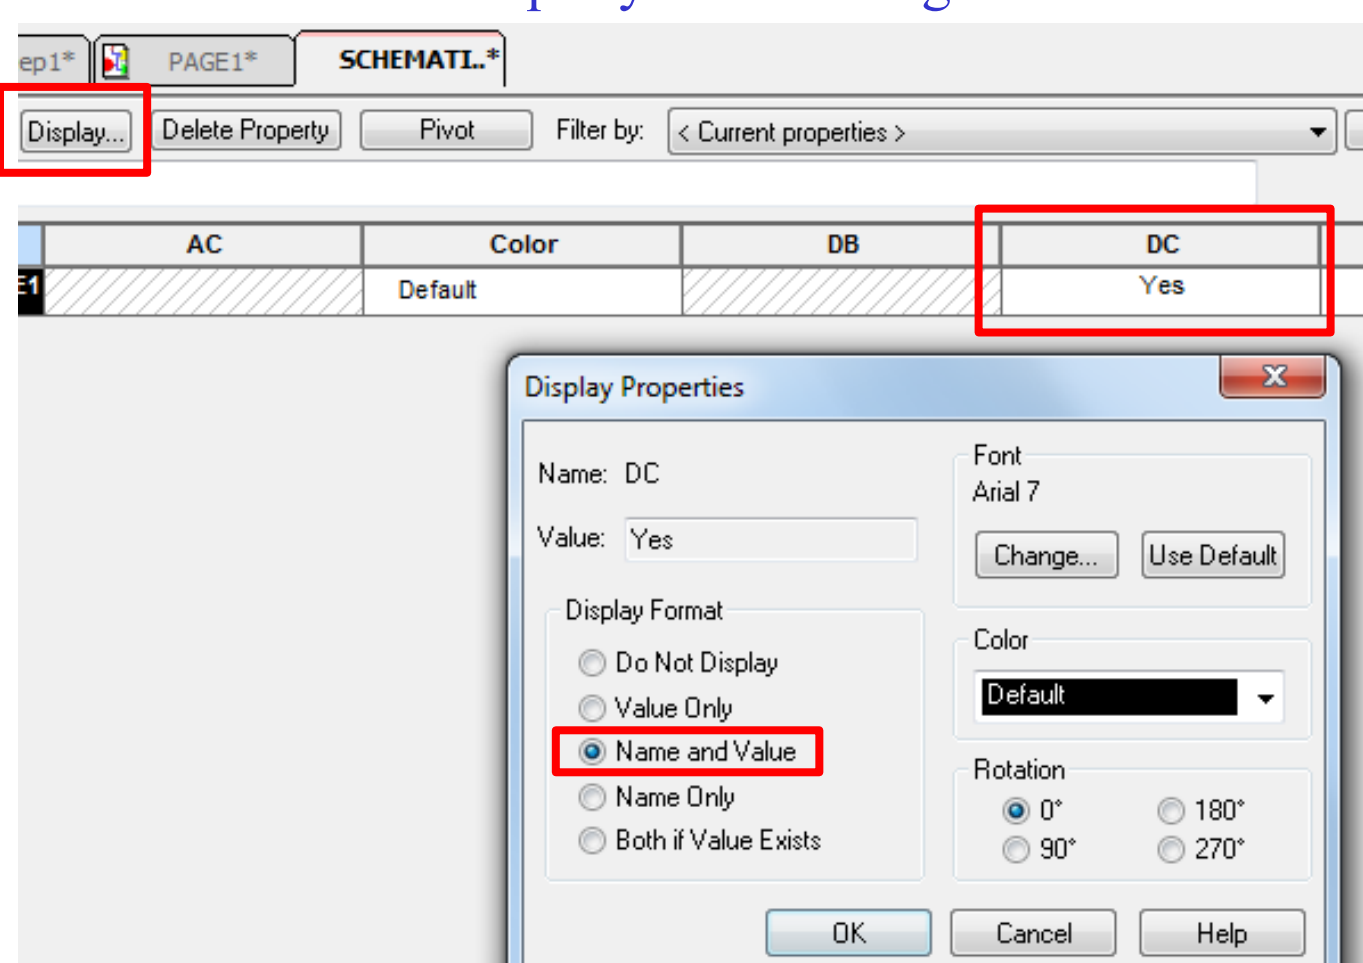 ep1* PAGE1* SCHEMATI..*
Display... Delete Property Pivot Filter by: < Current properties >
AC Color DB DC
E1 Default Yes
Display Properties
Name: DC
Value: Yes
Display Format
Do Not Display
Value Only
Name and Value
Name Only
Both if Value Exists
Font
Arial 7
Change... Use Default
Color
Default
Rotation
0° 180°
90° 270°
OK Cancel Help